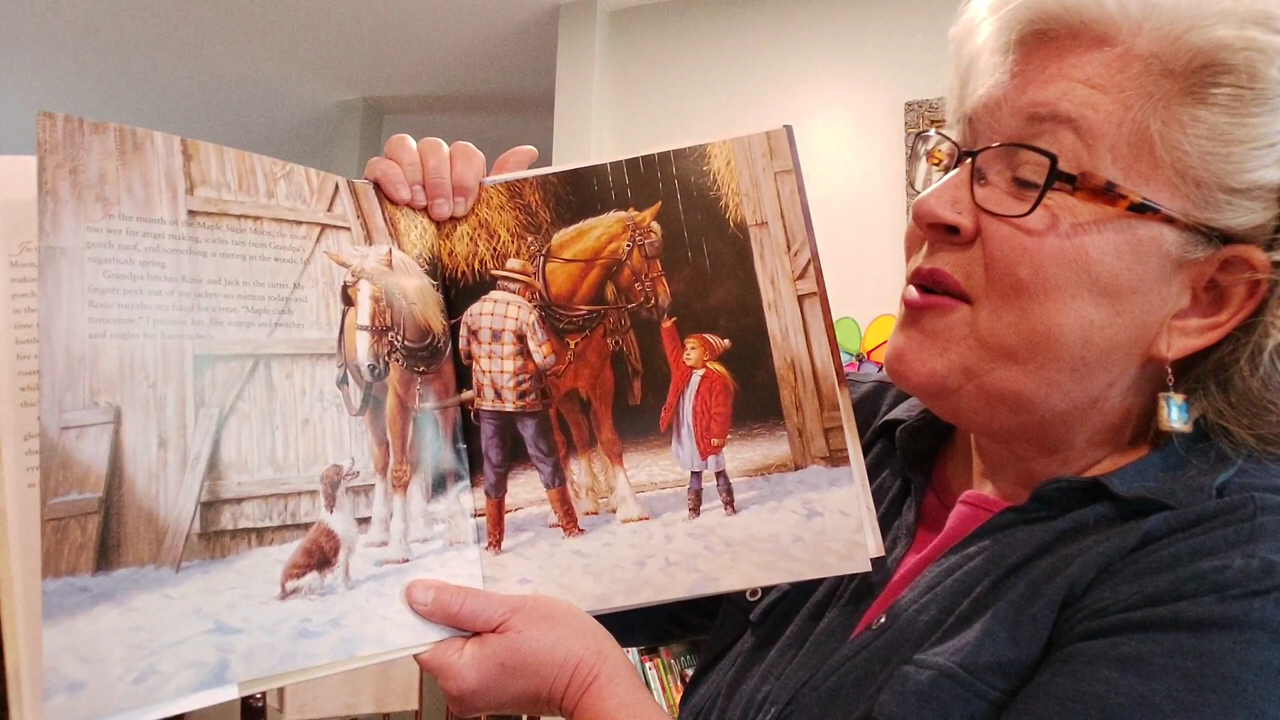 In the month of the Maple Sugar Moon, the snow's
too wet for angel making, icicles rain from Grandpa's
porch roof, and something is stirring in the woods. It's
sugarbush spring.
Grandpa hitches Rosie and Jack to the cutter. My
fingers peek out of my jacket—no mittens today—and
Rosie nuzzles my hand for a treat. "Maple candy
tomorrow," I promise her. She stomps and twitches
and jingles her harness bells.